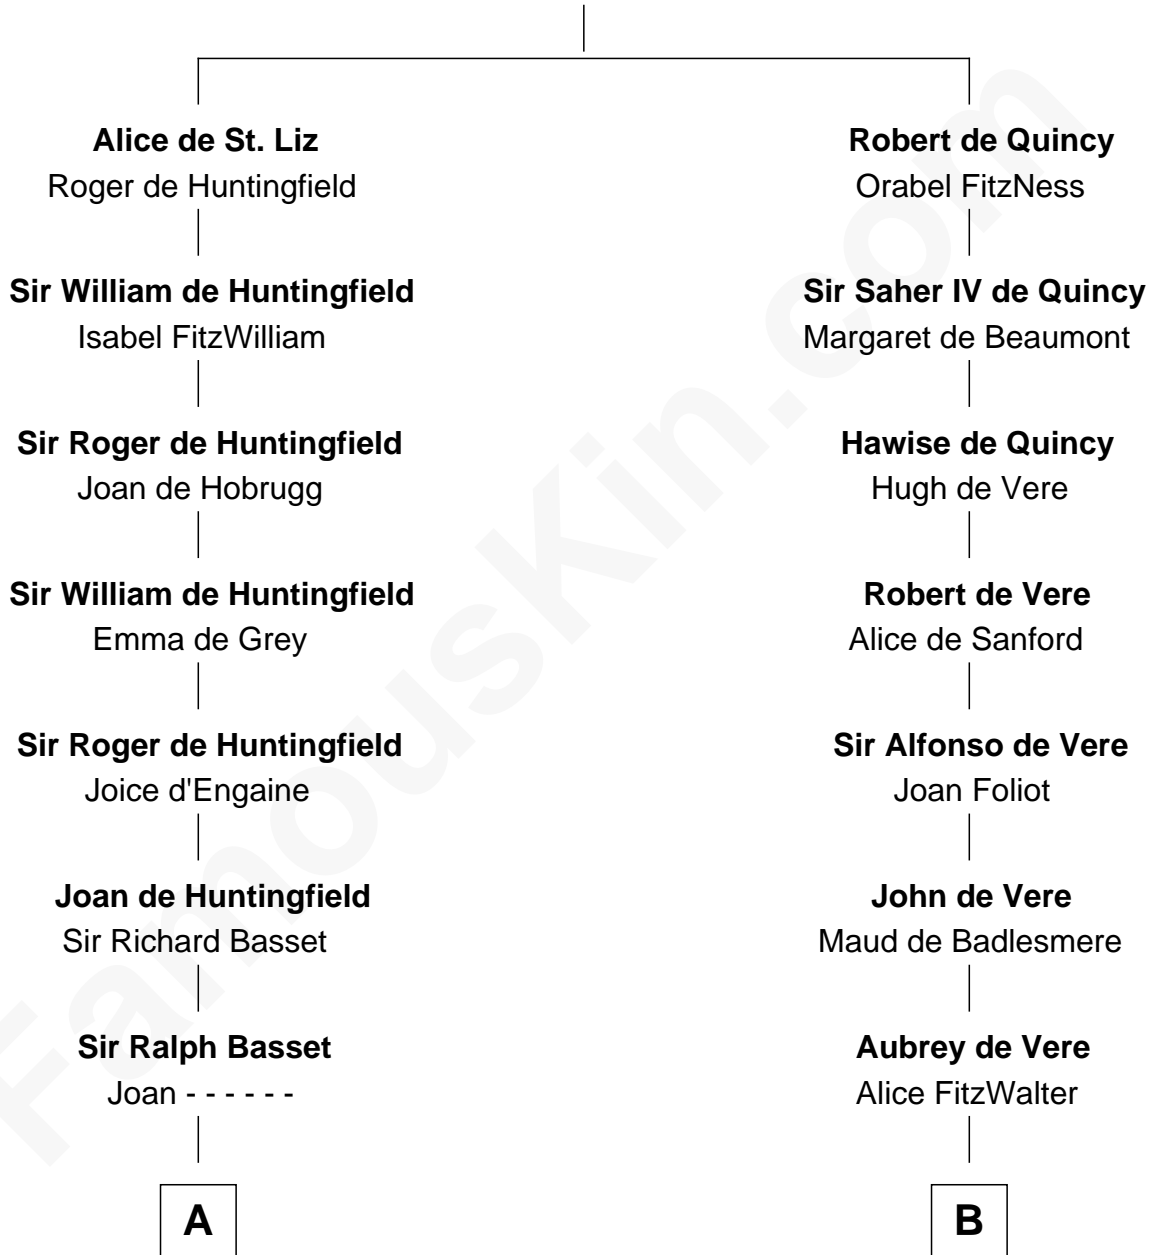 Alice de St. Liz
Roger de Huntingfield
Sir William de Huntingfield
Isabel FitzWilliam
Sir Roger de Huntingfield
Joan de Hobrugg
Sir William de Huntingfield
Emma de Grey
Sir Roger de Huntingfield
Joice d'Engaine
Joan de Huntingfield
Sir Richard Basset
Sir Ralph Basset
Joan - - - - - -
A
Robert de Quincy
Orabel FitzNess
Sir Saher IV de Quincy
Margaret de Beaumont
Hawise de Quincy
Hugh de Vere
Robert de Vere
Alice de Sanford
Sir Alfonso de Vere
Joan Foliot
John de Vere
Maud de Badlesmere
Aubrey de Vere
Alice FitzWalter
B
FamousKin.com